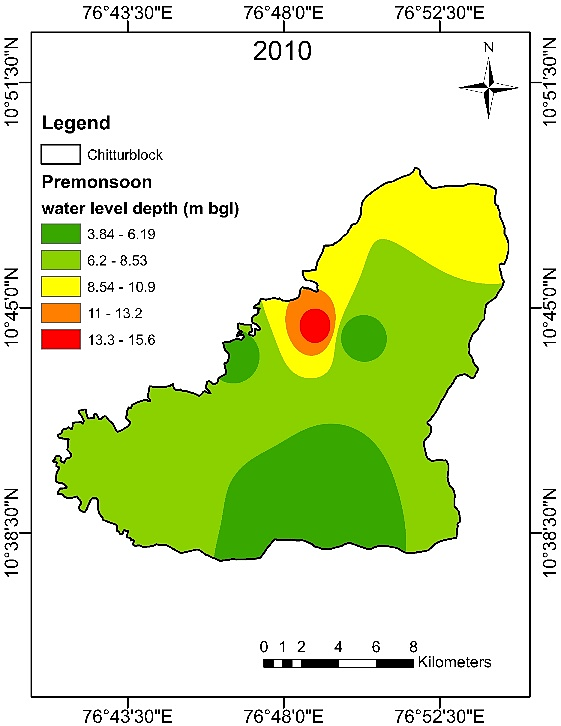 76°43'30"E 76°48'0"E 76°52'30"E
2010
N
10°51'30"N 10°51'30"N
Legend
Chitturblock
Premonsoon
water level depth (m bgl)
3.84 - 6.19
6.2 - 8.53
8.54 - 10.9
11 - 13.2
13.3 - 15.6
10°45'0"N 10°45'0"N
10°38'30"N 10°38'30"N
0 1 2 4 6 8
Kilometers
76°43'30"E 76°48'0"E 76°52'30"E